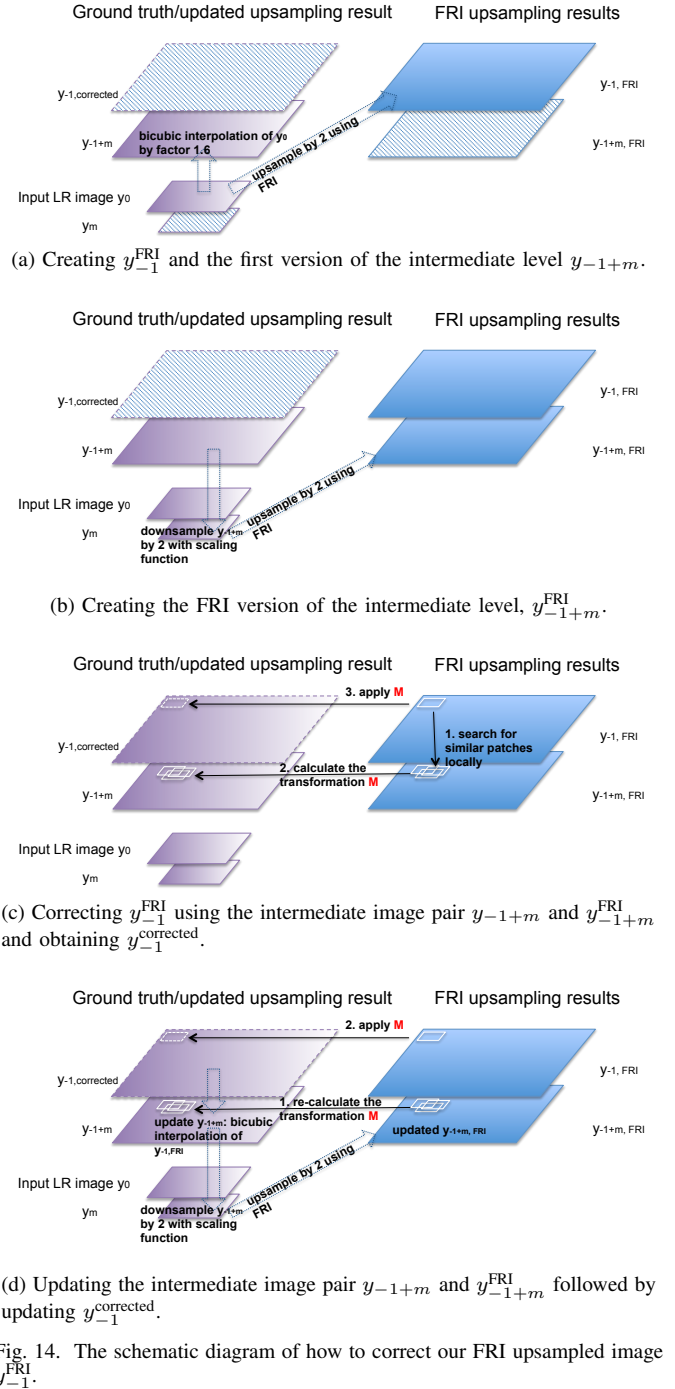 Ground truth/updated upsampling result FRI upsampling results
y-1,corrected
y-1, FRI
y-1+m
bicubic interpolation of y0
by factor 1.6
upsample by 2 using
FRI
y-1+m, FRI
Input LR image y0
ym
(a) Creating y_{-1}^{FRI} and the first version of the intermediate level y_{-1+m}.
Ground truth/updated upsampling result FRI upsampling results
y-1,corrected
y-1, FRI
y-1+m
y-1+m, FRI
Input LR image y0
ym
downsample y-1+m
by 2 with scaling
function
upsample by 2 using
FRI
(b) Creating the FRI version of the intermediate level, y_{-1+m}^{FRI}.
Ground truth/updated upsampling result FRI upsampling results
3. apply M
1. search for
similar patches
locally
y-1,corrected
y-1, FRI
2. calculate the
transformation M
y-1+m
y-1+m, FRI
Input LR image y0
ym
(c) Correcting y_{-1}^{FRI} using the intermediate image pair y_{-1+m} and y_{-1+m}^{FRI}
and obtaining y_{-1}^{corrected}.
Ground truth/updated upsampling result FRI upsampling results
2. apply M
y-1,corrected
y-1, FRI
1. re-calculate the
transformation M
y-1+m
update y-1+m: bicubic
interpolation of
y-1,FRI
updated y-1+m, FRI
y-1+m, FRI
Input LR image y0
ym
downsample y-1+m
by 2 with scaling
function
upsample by 2 using
FRI
(d) Updating the intermediate image pair y_{-1+m} and y_{-1+m}^{FRI} followed by
updating y_{-1}^{corrected}.
Fig. 14. The schematic diagram of how to correct our FRI upsampled image
y_{-1}^{FRI}.